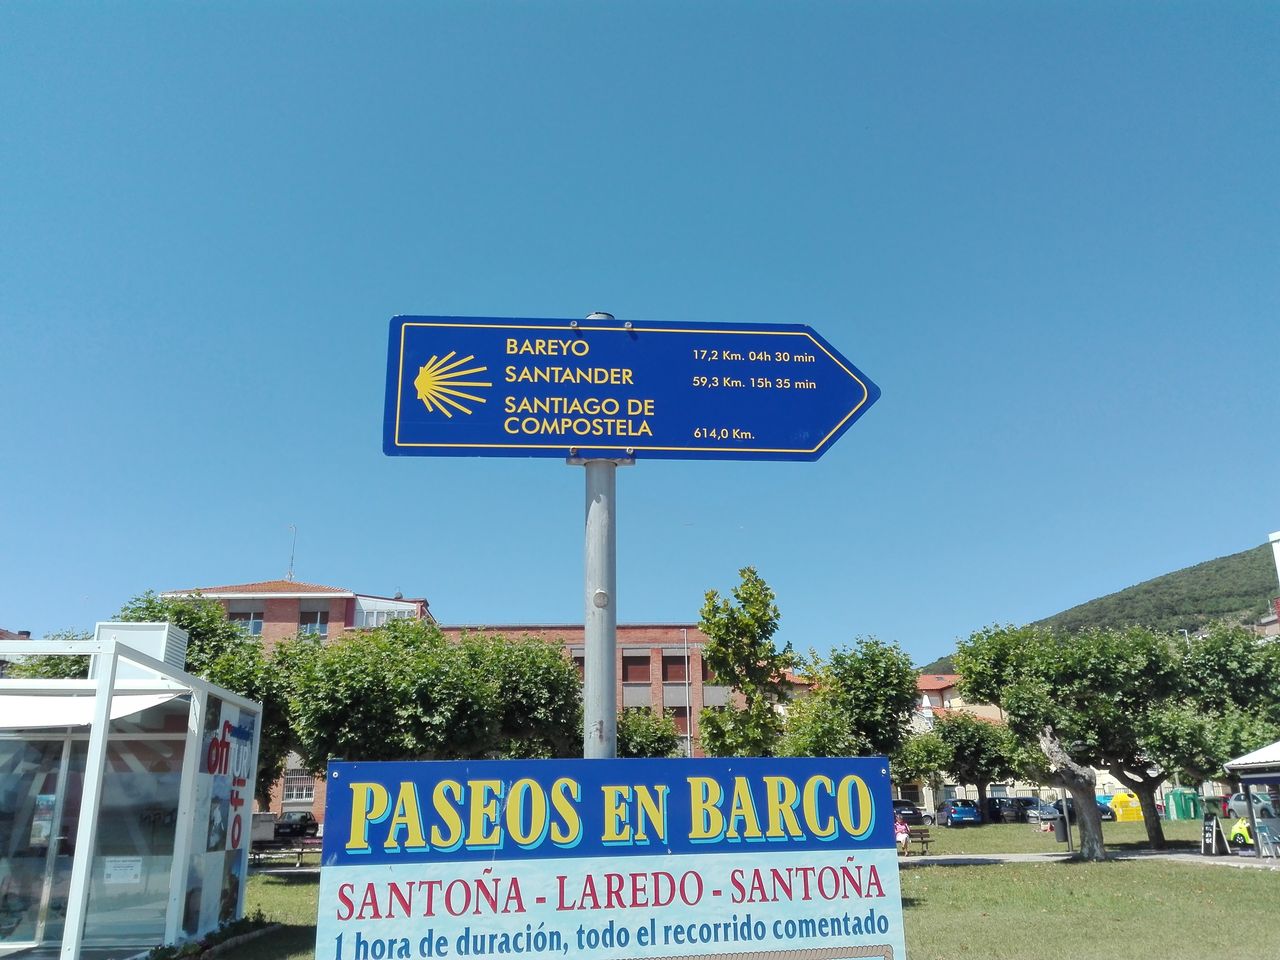 BAREYO 17,2 Km. 04h 30 min
SANTANDER 59,3 Km. 15h 35 min
SANTIAGO DE
COMPOSTELA 614,0 Km.
PASEOS EN BARCO
SANTOÑA - LAREDO - SANTOÑA
1 hora de duración, todo el recorrido comentado